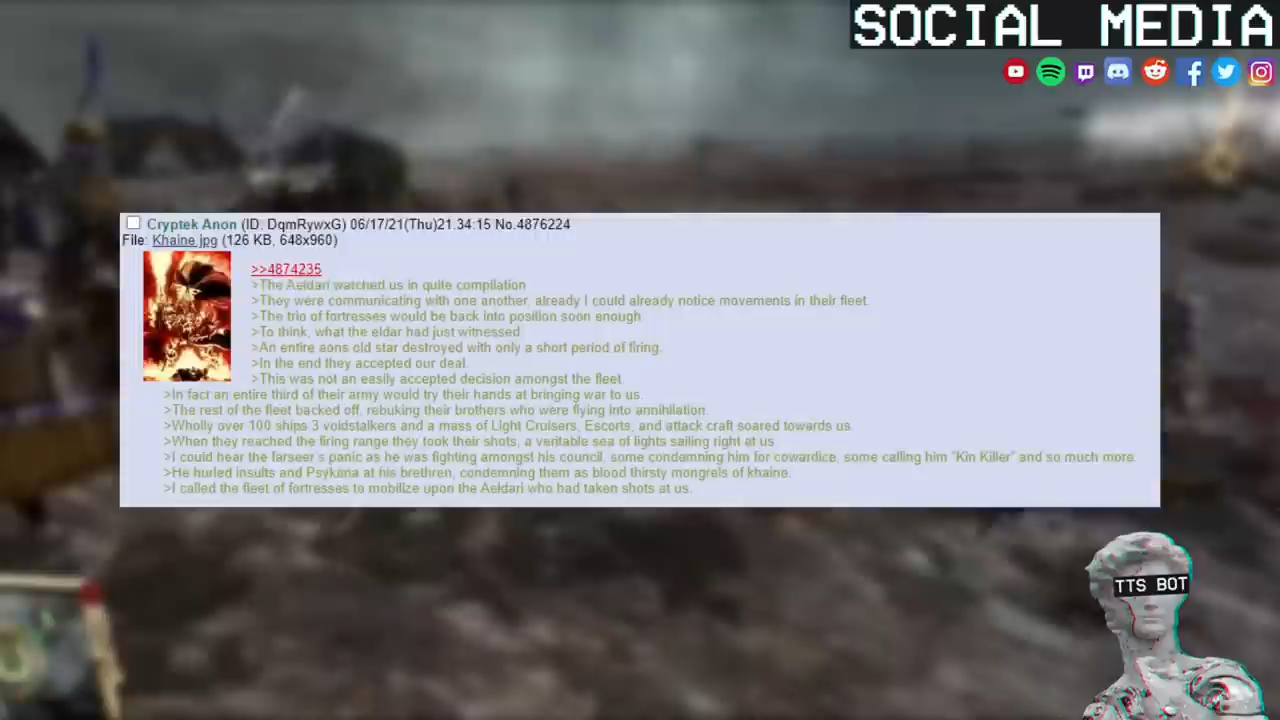 SOCIAL MEDIA
Cryptek Anon (ID: DqmRywxG) 06/17/21(Thu)21:34:15 No.4876224
File: Khaine.jpg (126 KB, 648x960)
>>4874235
>The Aeldari watched us in quite compilation
>They were communicating with one another, already I could already notice movements in their fleet.
>The trio of fortresses would be back into position soon enough
>To think, what the eldar had just witnessed
>An entire aons old star destroyed with only a short period of firing.
>In the end they accepted our deal.
>This was not an easily accepted decision amongst the fleet.
>In fact an entire third of their army would try their hands at bringing war to us.
>The rest of the fleet backed off, rebuking their brothers who were flying into annihilation.
>Wholly over 100 ships 3 voidstalkers and a mass of Light Cruisers, Escorts, and attack craft soared towards us.
>When they reached the firing range they took their shots, a veritable sea of lights sailing right at us
>I could hear the farseer's panic as he was fighting amongst his council, some condemning him for cowardice, some calling him "Kin Killer" and so much more.
>He hurled insults and Psykana at his brethren, condemning them as blood thirsty mongrels of khaine.
>I called the fleet of fortresses to mobilize upon the Aeldari who had taken shots at us.
TTS BOT